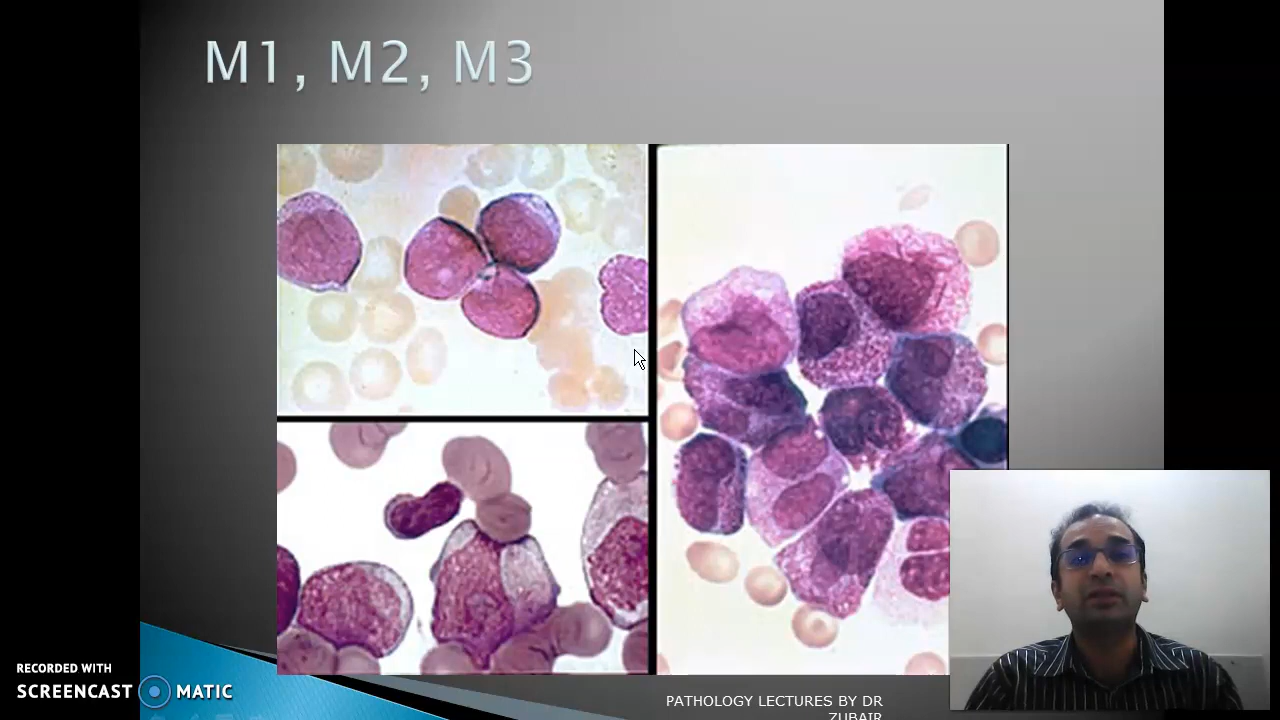 M1, M2, M3
RECORDED WITH
SCREENCAST MATIC
PATHOLOGY LECTURES BY DR
ZUBAIR